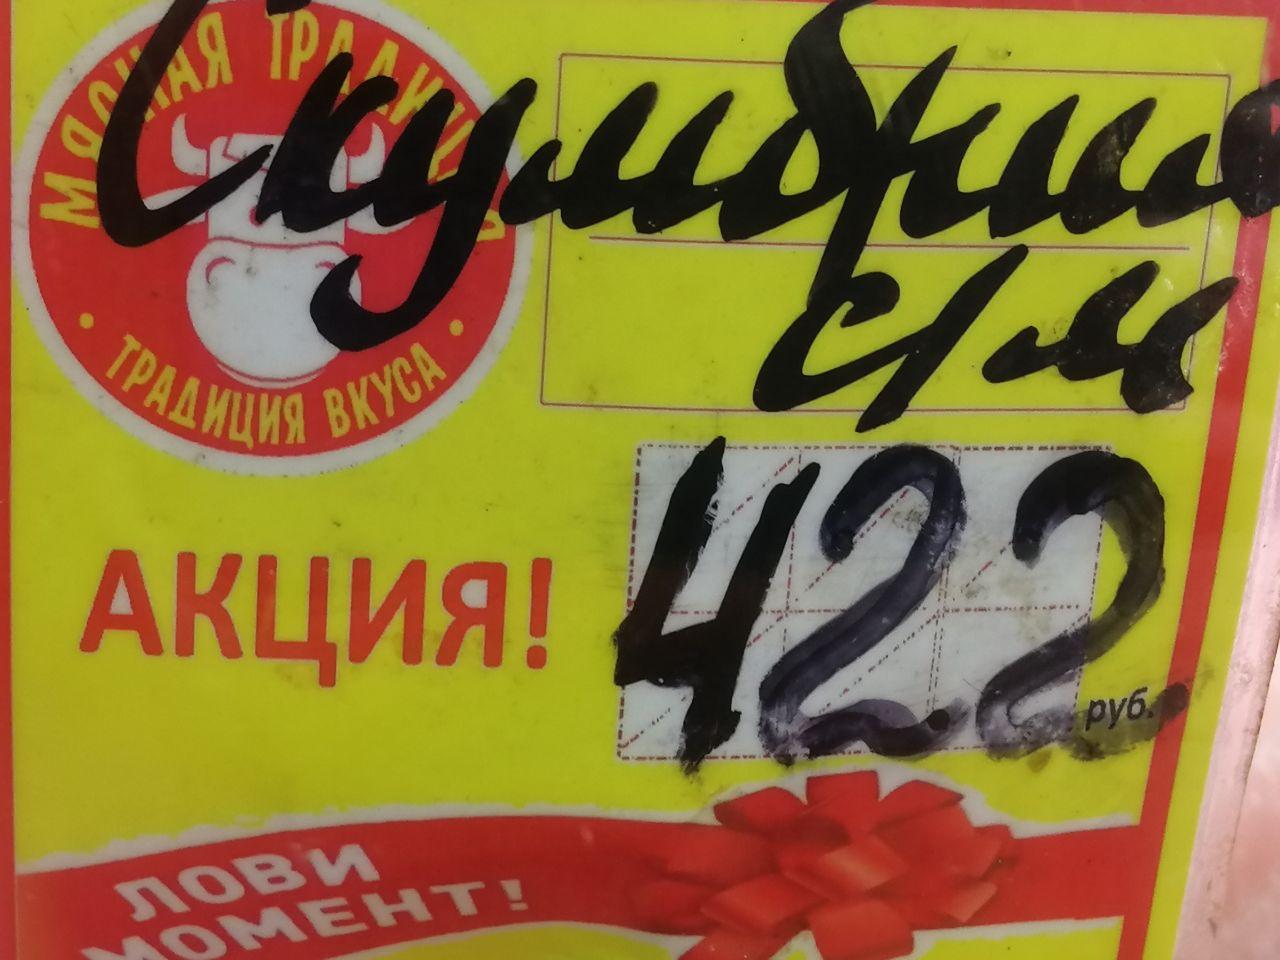 МЯСНАЯ ТРАДИЦИЯ
ТРАДИЦИЯ ВКУСА
Скумбрия
с/м
АКЦИЯ!
422
руб.
ЛОВИ
МОМЕНТ!